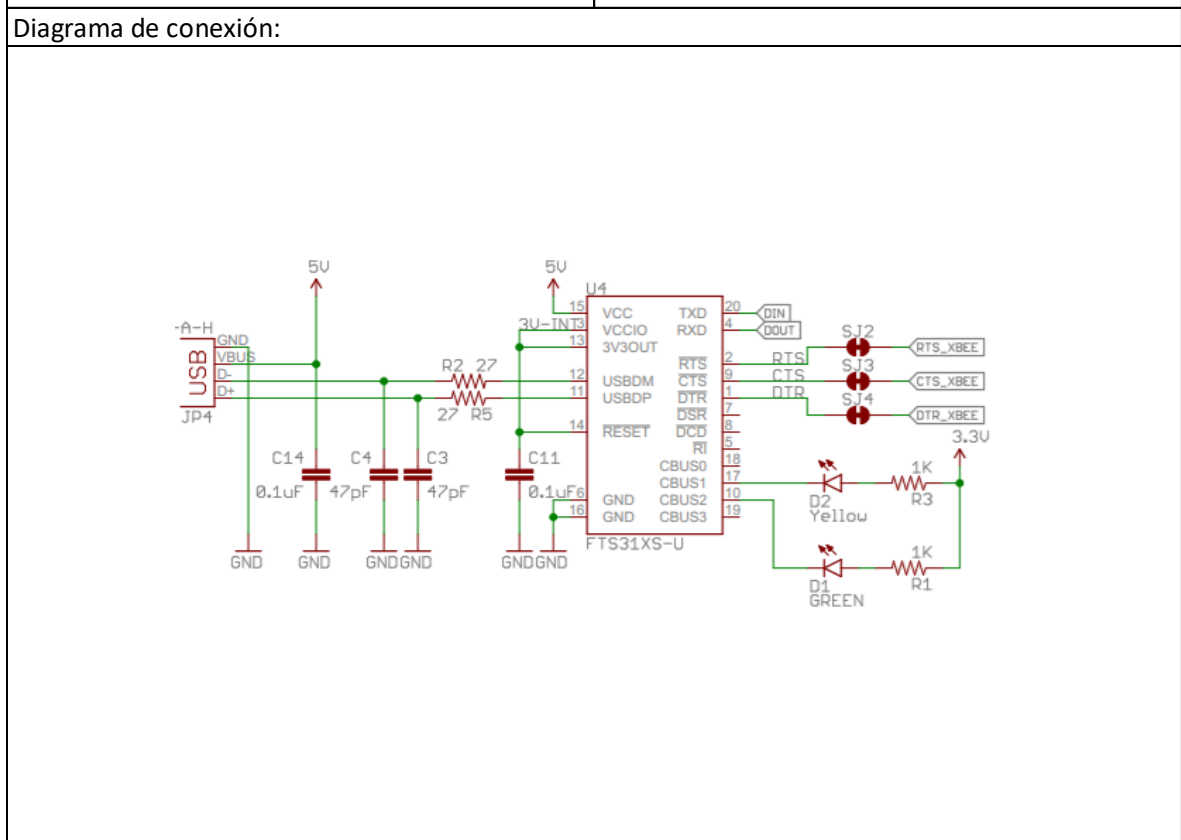 Diagrama de conexión:
5V
5V
U4
-A-H
GND
VBUS
D-
D+
USB
JP4
3V-INT
R2 27
27 R5
C14
0.1uF
C4
47pF
C3
47pF
C11
0.1uF
GND
GND
GND
GND
GND
GND
15 VCC
3 VCCIO
13 3V3OUT
12 USBDM
11 USBDP
14 RESET
6 GND
16 GND
TXD 20 DIN
RXD 4 DOUT
RTS 2 RTS
CTS 9 CTS
DTR 1 DTR
DSR 7
DCD 8
RI 5
CBUS0 18
CBUS1 17
CBUS2 10
CBUS3 19
FTS31XS-U
SJ2
RTS_XBEE
SJ3
CTS_XBEE
SJ4
DTR_XBEE
3.3V
D2
Yellow
1K
R3
D1
GREEN
1K
R1